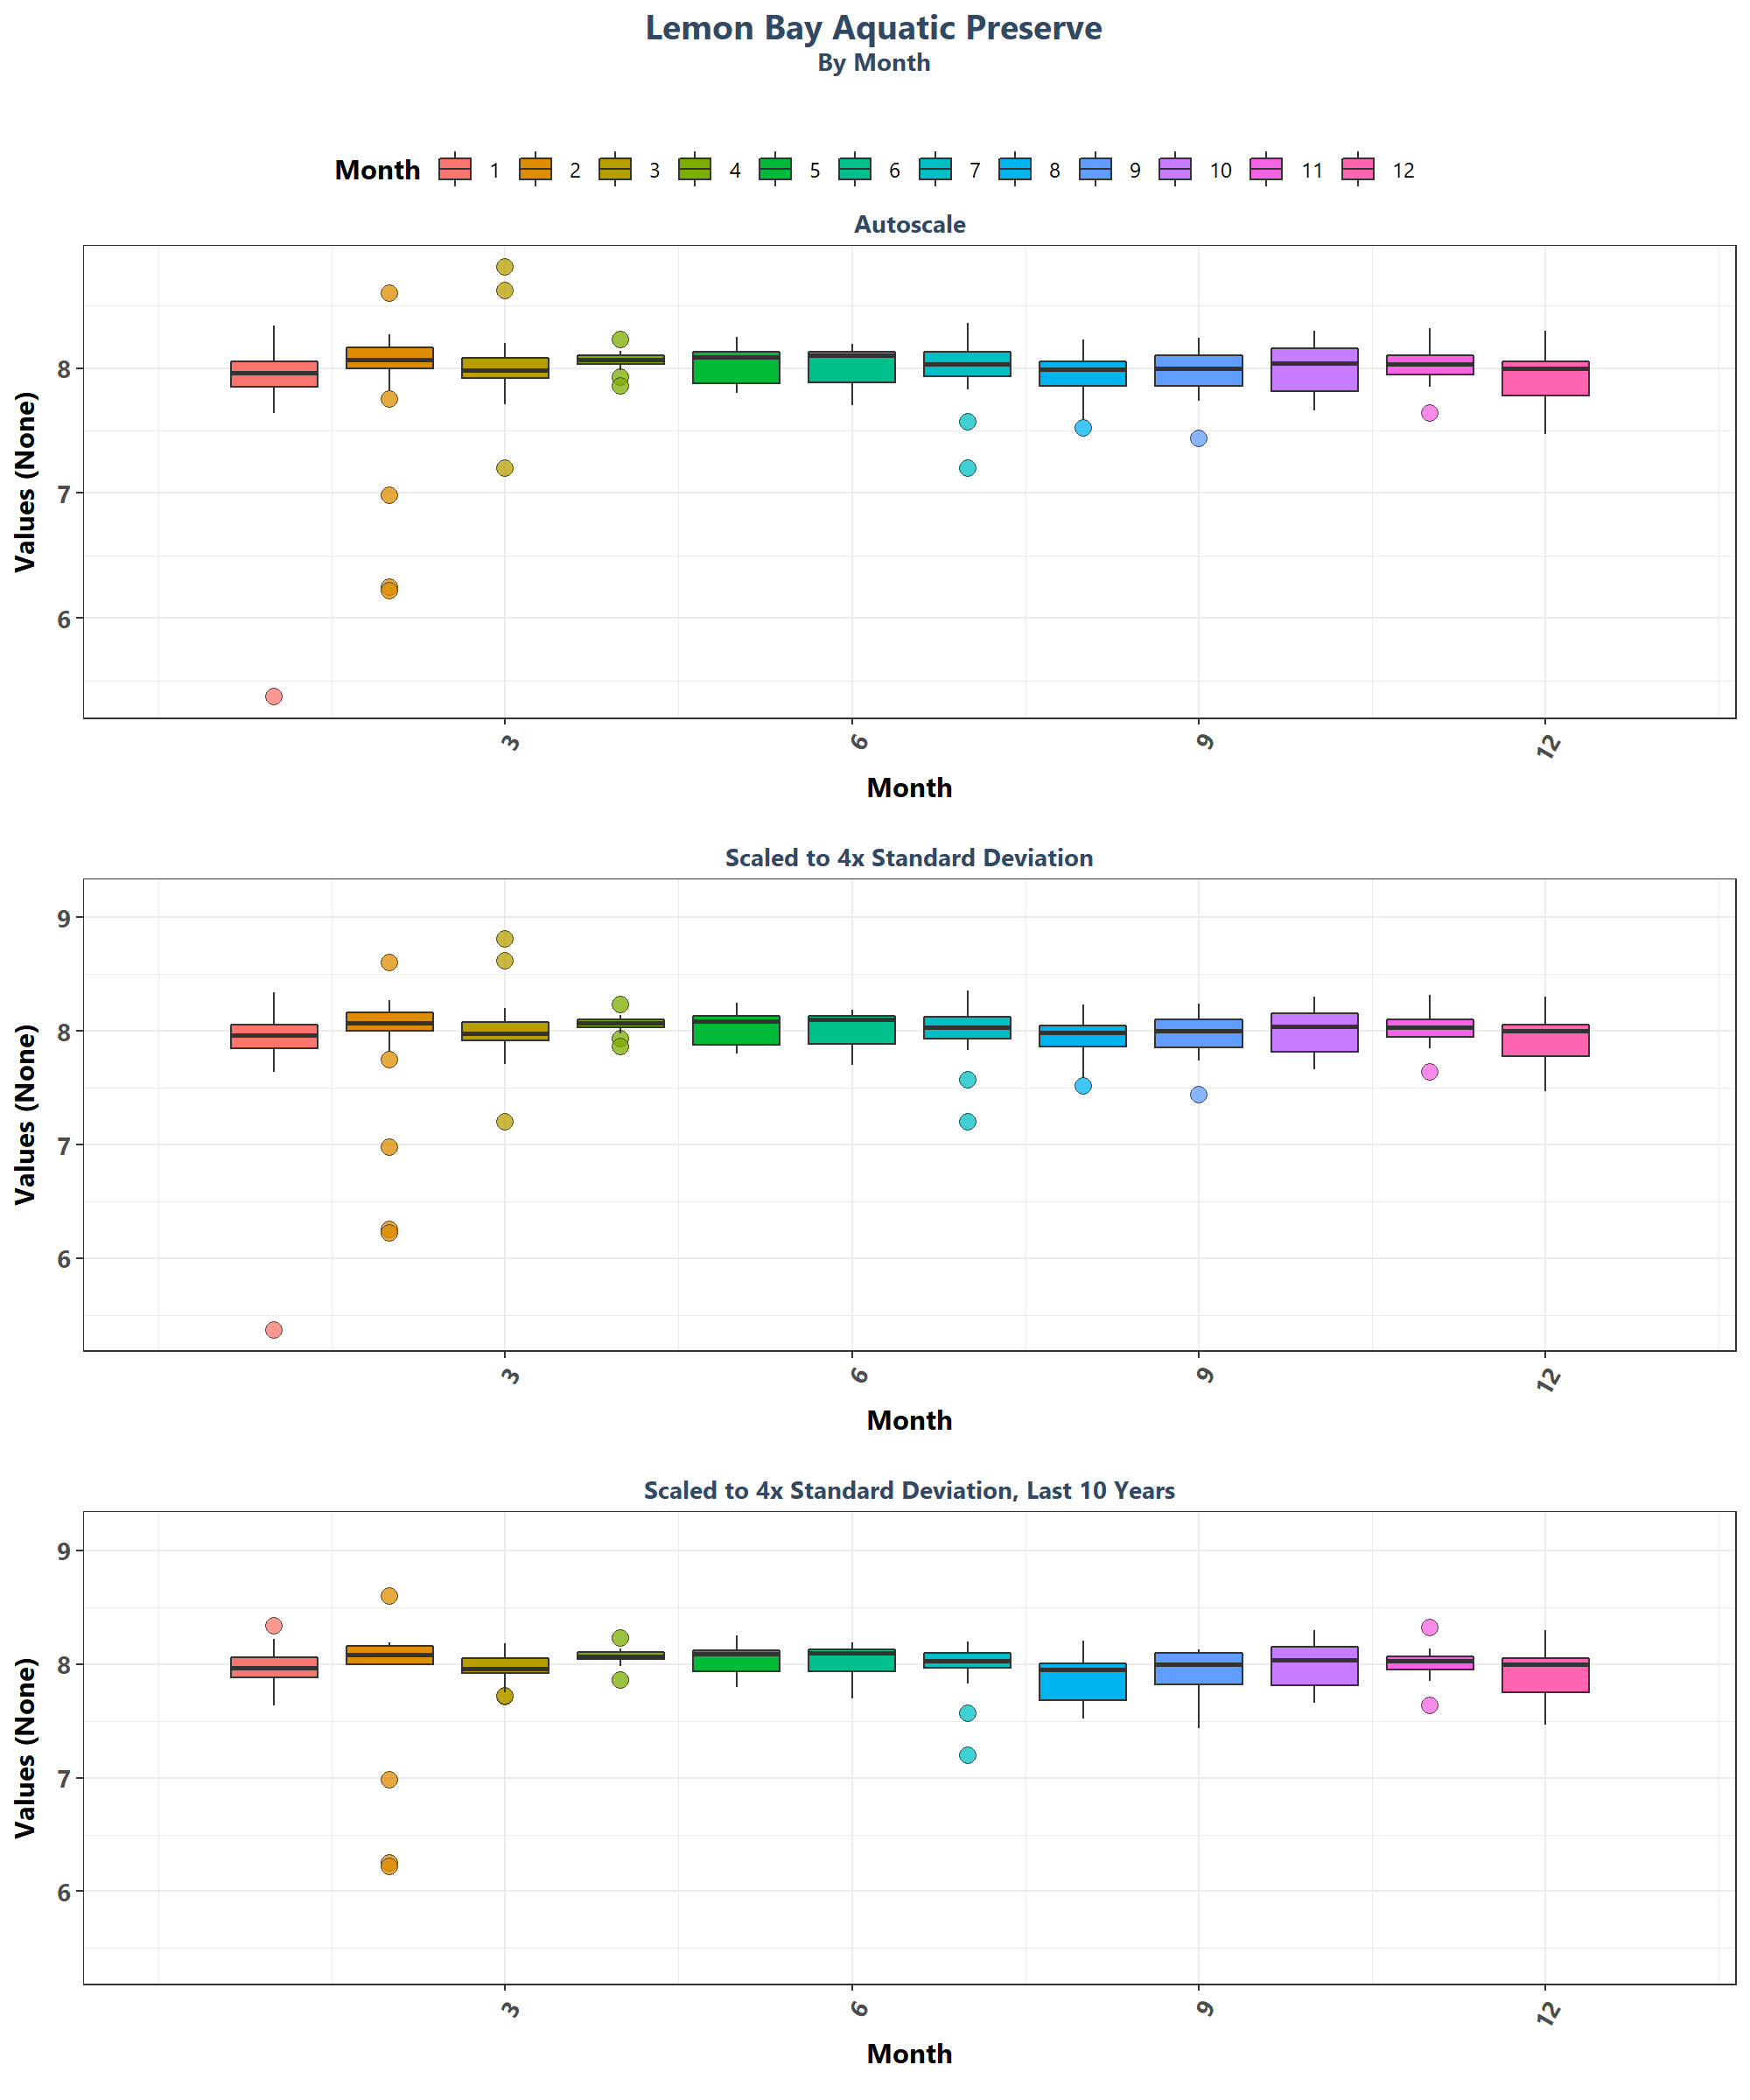 Lemon Bay Aquatic Preserve
By Month
Month 1 2 3 4 5 6 7 8 9 10 11 12
Autoscale
Values (None)
8
7
6
3 6 9 12
Month
Scaled to 4x Standard Deviation
Values (None)
9
8
7
6
3 6 9 12
Month
Scaled to 4x Standard Deviation, Last 10 Years
Values (None)
9
8
7
6
3 6 9 12
Month